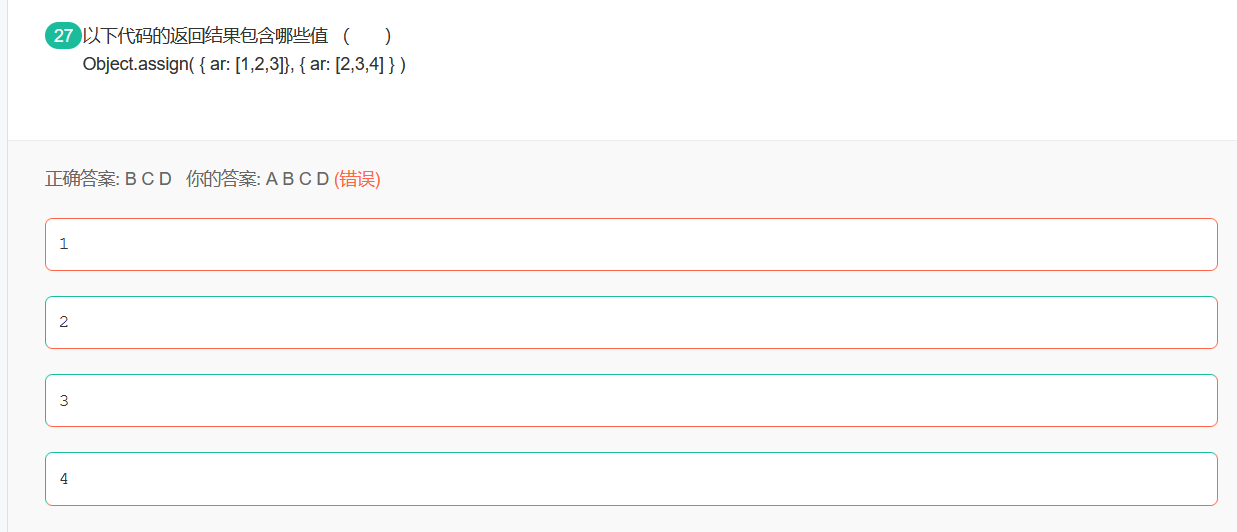 27 以下代码的返回结果包含哪些值 （　　）
Object.assign( { ar: [1,2,3]}, { ar: [2,3,4] } )
正确答案: B C D 你的答案: A B C D (错误)
1
2
3
4